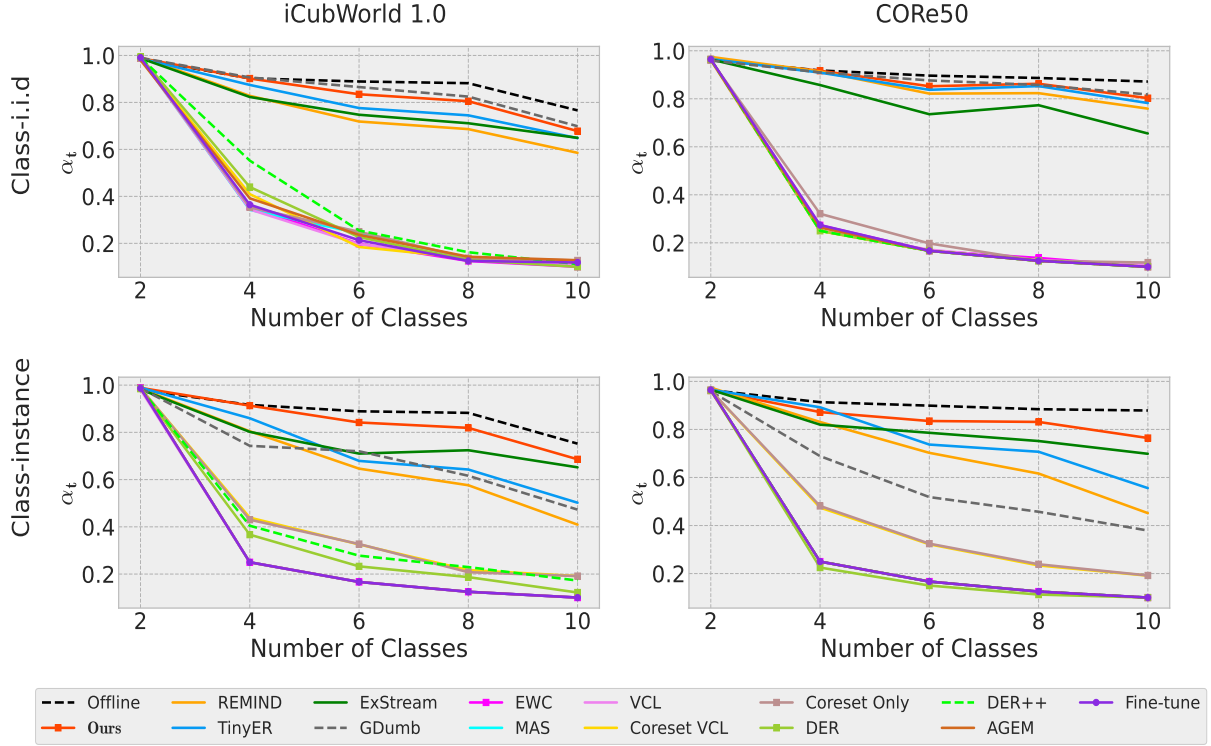 iCubWorld 1.0
CORe50
Class-i.i.d
αt
1.0
0.8
0.6
0.4
0.2
2 4 6 8 10
Number of Classes
αt
1.0
0.8
0.6
0.4
0.2
2 4 6 8 10
Number of Classes
Class-instance
αt
1.0
0.8
0.6
0.4
0.2
2 4 6 8 10
Number of Classes
αt
1.0
0.8
0.6
0.4
0.2
2 4 6 8 10
Number of Classes
Offline REMIND ExStream EWC VCL Coreset Only DER++ Fine-tune
Ours TinyER GDumb MAS Coreset VCL DER AGEM